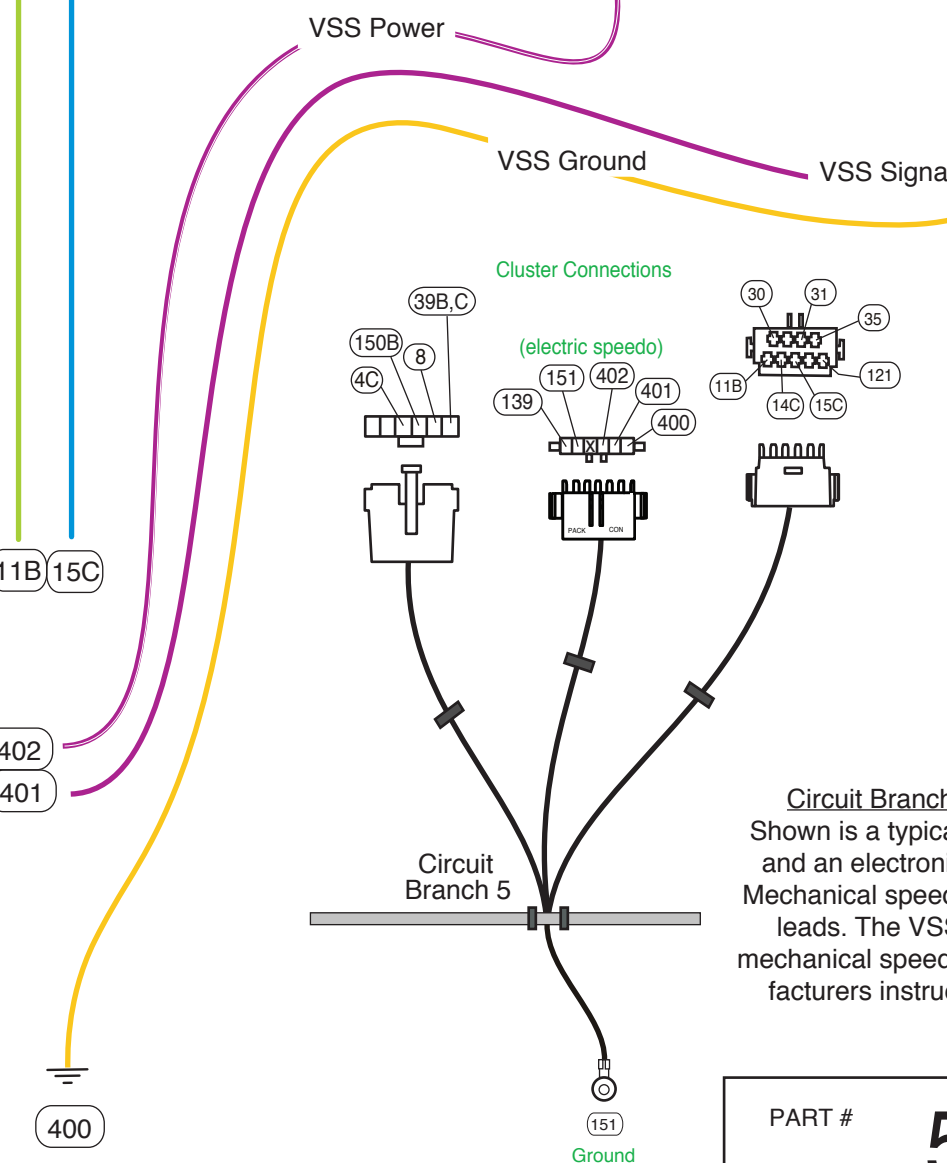 VSS Power
VSS Ground
VSS Signa
Cluster Connections
39B,C
150B
8
4C
(electric speedo)
139
151
402
401
400
30
31
35
11B
14C
15C
121
PACK
CON
11B
15C
402
401
Circuit
Branch 5
Circuit Branch
Shown is a typica
and an electroni
Mechanical speed
leads. The VSS
mechanical speed
facturers instruc
400
151
Ground
PART #
5